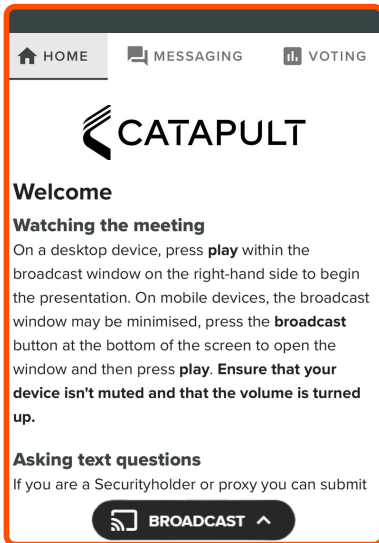 HOME MESSAGING VOTING
CATAPULT
Welcome
Watching the meeting
On a desktop device, press play within the
broadcast window on the right-hand side to begin
the presentation. On mobile devices, the broadcast
window may be minimised, press the broadcast
button at the bottom of the screen to open the
window and then press play. Ensure that your
device isn't muted and that the volume is turned
up.
Asking text questions
If you are a Securityholder or proxy you can submit
BROADCAST